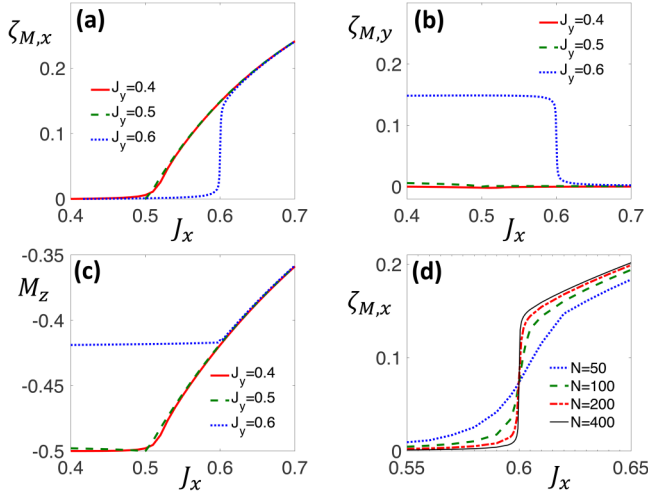 (a)
ζ_{M,x}
0.2
0.1
0
0.4 0.5 0.6 0.7
J_x
J_y=0.4
J_y=0.5
J_y=0.6
(b)
ζ_{M,y}
0.2
0.1
0
0.4 0.5 0.6 0.7
J_x
J_y=0.4
J_y=0.5
J_y=0.6
(c)
M_z
-0.35
-0.4
-0.45
-0.5
0.4 0.5 0.6 0.7
J_x
J_y=0.4
J_y=0.5
J_y=0.6
(d)
ζ_{M,x}
0.2
0.1
0
0.55 0.6 0.65
J_x
N=50
N=100
N=200
N=400